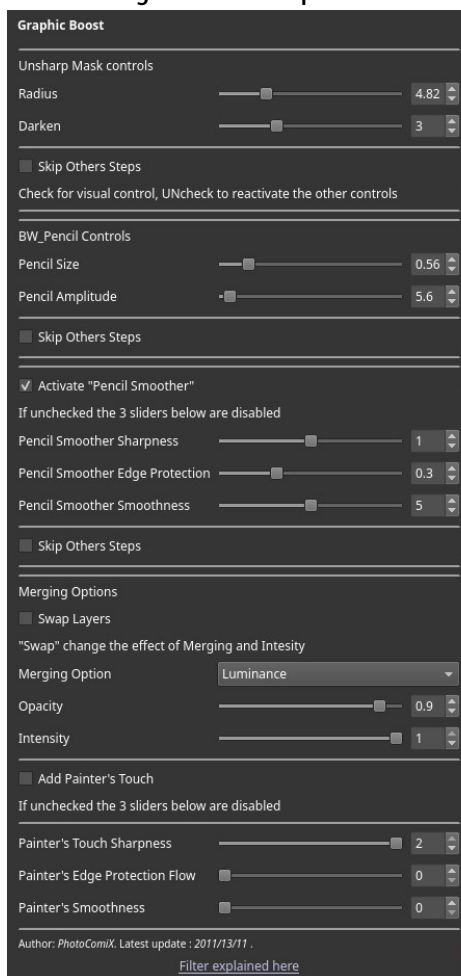 Graphic Boost
Unsharp Mask controls
Radius 4.82
Darken 3
Skip Others Steps
Check for visual control, UNcheck to reactivate the other controls
BW_Pencil Controls
Pencil Size 0.56
Pencil Amplitude 5.6
Skip Others Steps
Activate "Pencil Smoother"
If unchecked the 3 sliders below are disabled
Pencil Smoother Sharpness 1
Pencil Smoother Edge Protection 0.3
Pencil Smoother Smoothness 5
Skip Others Steps
Merging Options
Swap Layers
"Swap" change the effect of Merging and Intesity
Merging Option Luminance
Opacity 0.9
Intensity 1
Add Painter's Touch
If unchecked the 3 sliders below are disabled
Painter's Touch Sharpness 2
Painter's Edge Protection Flow 0
Painter's Smoothness 0
Author: PhotoComiX. Latest update : 2011/13/11 .
Filter explained here